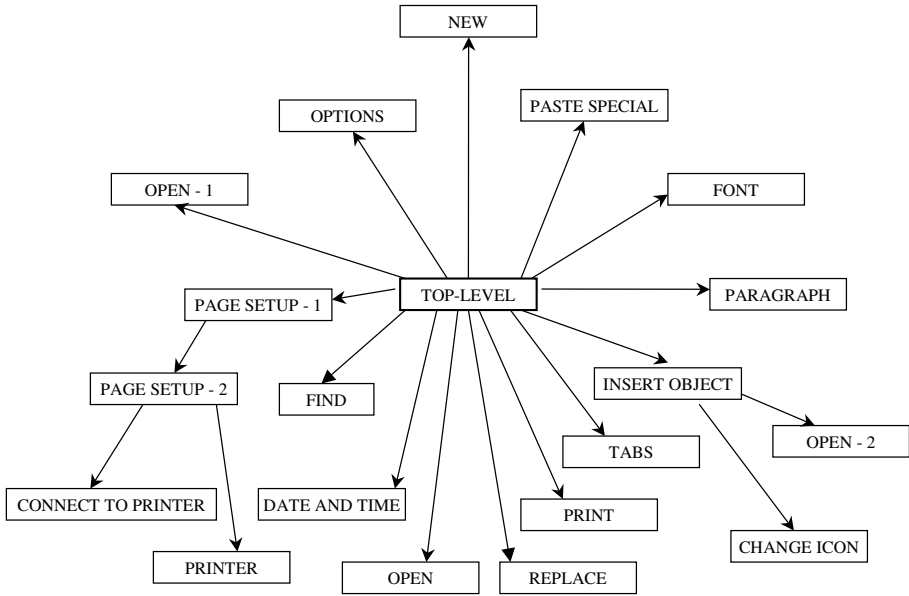 NEW
PASTE SPECIAL
OPTIONS
OPEN - 1
FONT
TOP-LEVEL
PARAGRAPH
PAGE SETUP - 1
PAGE SETUP - 2
INSERT OBJECT
FIND
OPEN - 2
TABS
CONNECT TO PRINTER
DATE AND TIME
PRINT
CHANGE ICON
PRINTER
OPEN
REPLACE